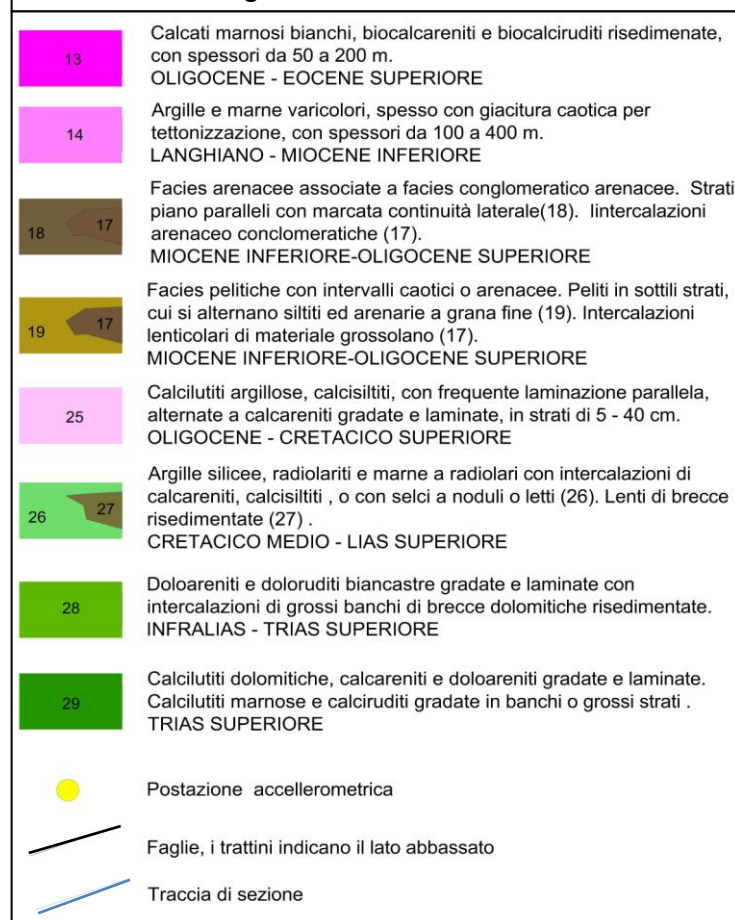 13
Calcati marnosi bianchi, biocalcareniti e biocalciruditi risedimenate,
con spessori da 50 a 200 m.
OLIGOCENE - EOCENE SUPERIORE
14
Argille e marne varicolori, spesso con giacitura caotica per
tettonizzazione, con spessori da 100 a 400 m.
LANGHIANO - MIOCENE INFERIORE
18 17
Facies arenacee associate a facies conglomeratico arenacee. Strati
piano paralleli con marcata continuità laterale(18). Iintercalazioni
arenaceo conclomeratiche (17).
MIOCENE INFERIORE-OLIGOCENE SUPERIORE
19 17
Facies pelitiche con intervalli caotici o arenacee. Peliti in sottili strati,
cui si alternano siltiti ed arenarie a grana fine (19). Intercalazioni
lenticolari di materiale grossolano (17).
MIOCENE INFERIORE-OLIGOCENE SUPERIORE
25
Calcilutiti argillose, calcisiltiti, con frequente laminazione parallela,
alternate a calcareniti gradate e laminate, in strati di 5 - 40 cm.
OLIGOCENE - CRETACICO SUPERIORE
26 27
Argille silicee, radiolariti e marne a radiolari con intercalazioni di
calcareniti, calcisiltiti , o con selci a noduli o letti (26). Lenti di brecce
risedimentate (27) .
CRETACICO MEDIO - LIAS SUPERIORE
28
Doloareniti e doloruditi biancastre gradate e laminate con
intercalazioni di grossi banchi di brecce dolomitiche risedimentate.
INFRALIAS - TRIAS SUPERIORE
29
Calcilutiti dolomitiche, calcareniti e doloareniti gradate e laminate.
Calcilutiti marnose e calciruditi gradate in banchi o grossi strati .
TRIAS SUPERIORE
Postazione accellerometrica
Faglie, i trattini indicano il lato abbassato
Traccia di sezione